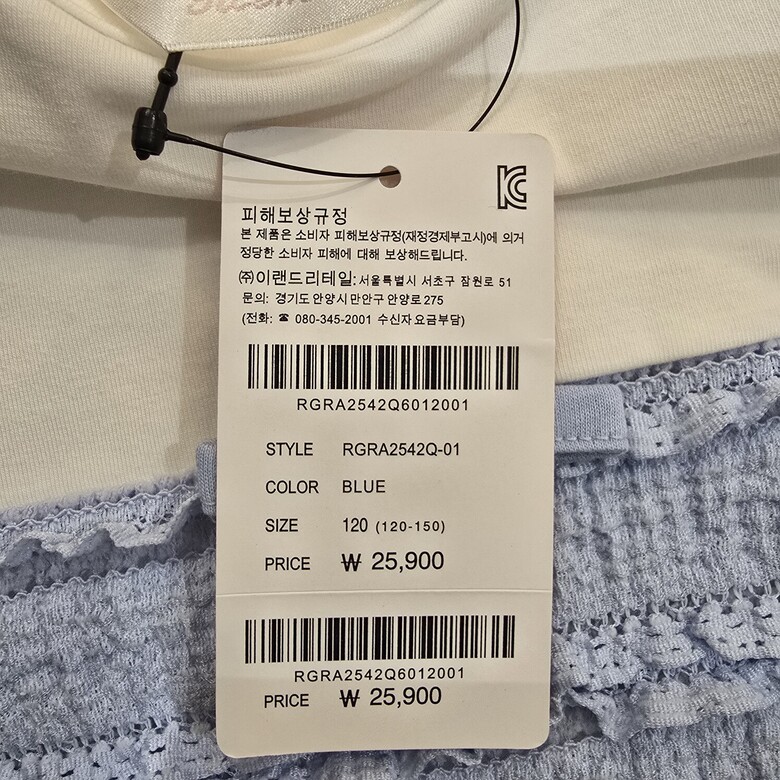 피해보상규정
본 제품은 소비자 피해보상규정(재정경제부고시)에 의거
정당한 소비자 피해에 대해 보상해드립니다.
㈜이랜드리테일: 서울특별시 서초구 잠원로 51
문의: 경기도 안양시 만안구 안양로 275
(전화: ☎ 080-345-2001 수신자 요금부담)
RGRA2542Q6012001
STYLE RGRA2542Q-01
COLOR BLUE
SIZE 120 (120-150)
PRICE ₩ 25,900
RGRA2542Q6012001
PRICE ₩ 25,900